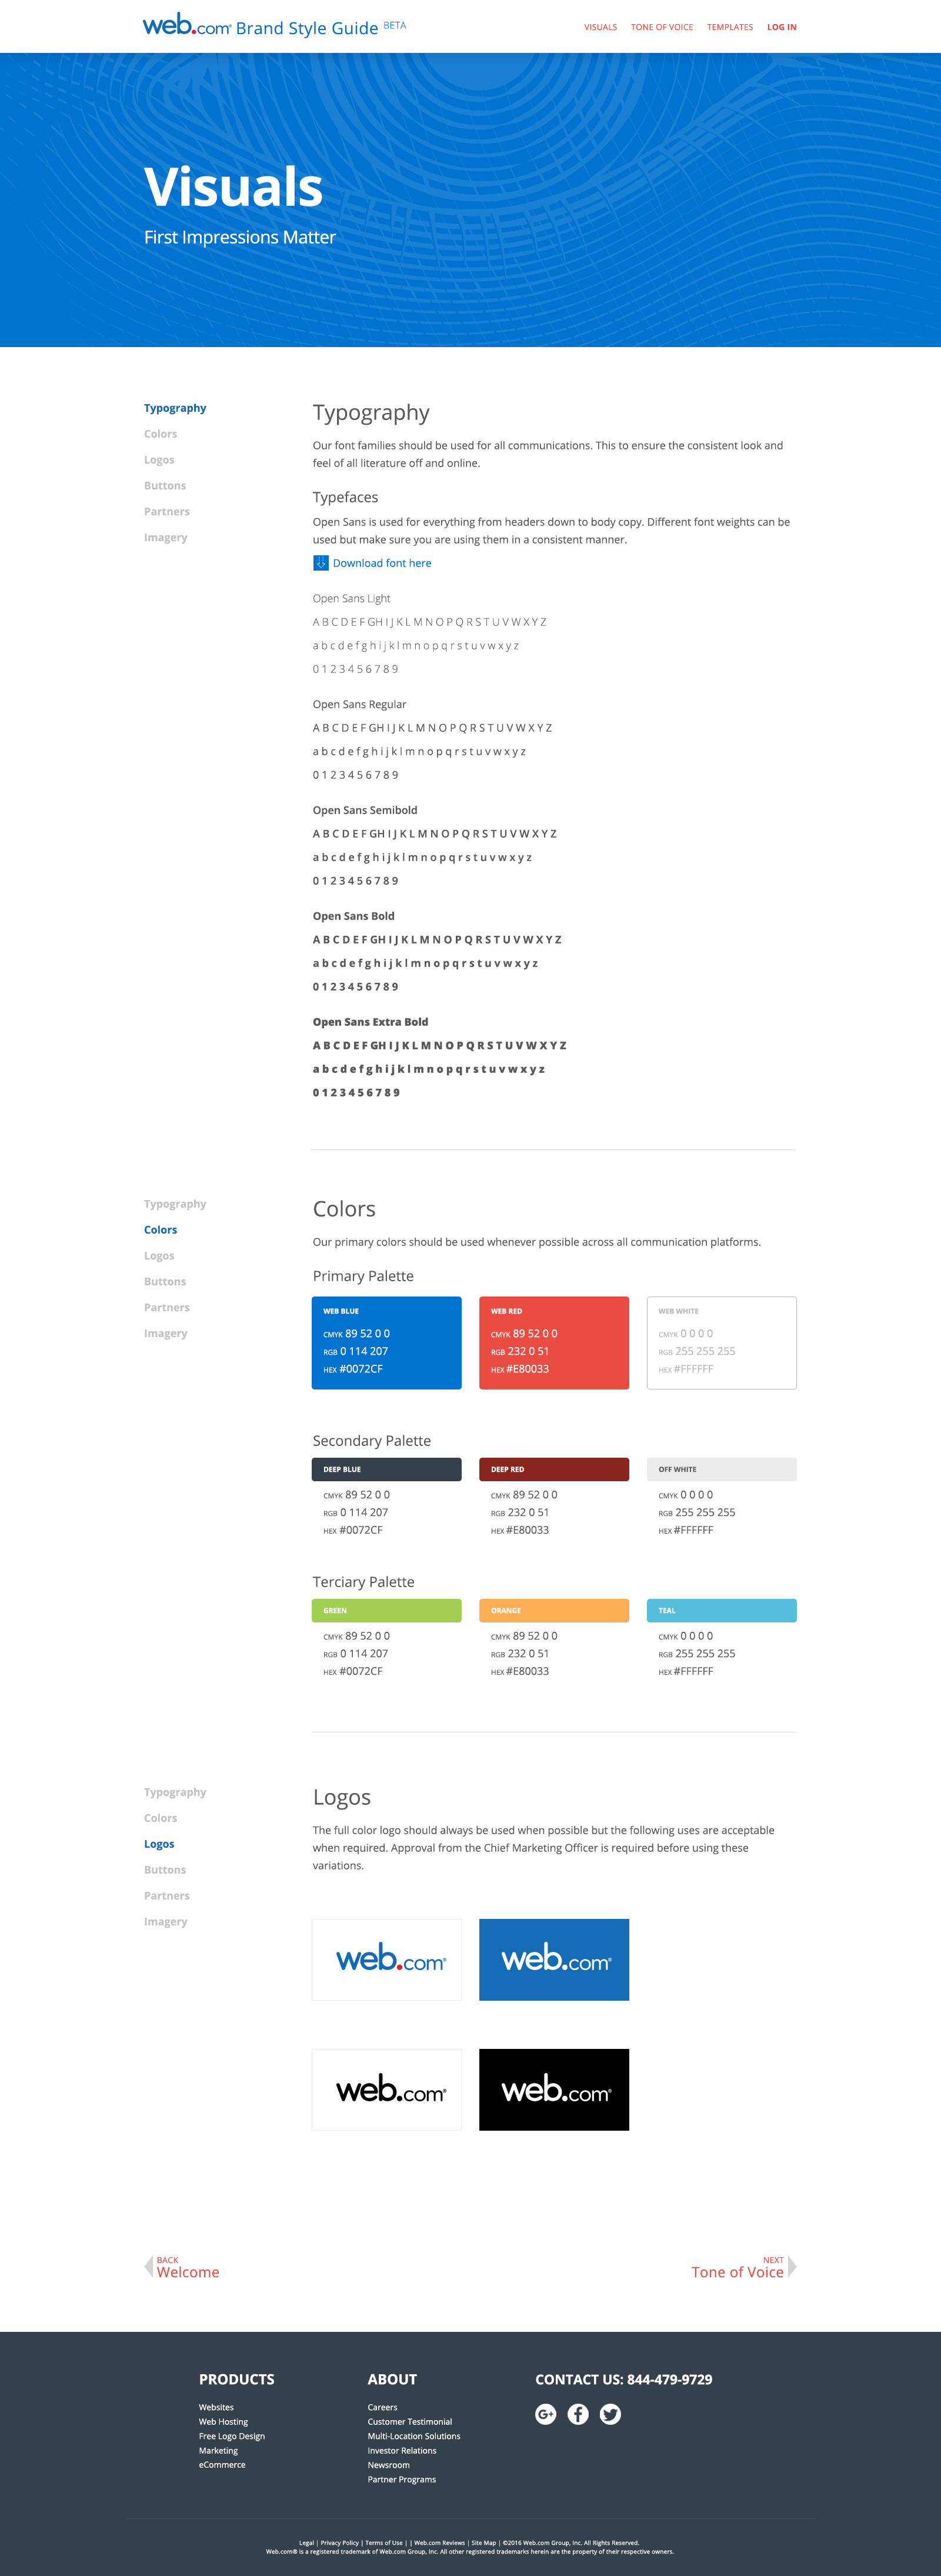 web.com® Brand Style Guide BETA
VISUALS TONE OF VOICE TEMPLATES LOG IN
Visuals
First Impressions Matter
Typography
Colors
Logos
Buttons
Partners
Imagery
Typography
Our font families should be used for all communications. This to ensure the consistent look and
feel of all literature off and online.
Typefaces
Open Sans is used for everything from headers down to body copy. Different font weights can be
used but make sure you are using them in a consistent manner.
Download font here
Open Sans Light
A B C D E F G H I J K L M N O P Q R S T U V W X Y Z
a b c d e f g h i j k l m n o p q r s t u v w x y z
0 1 2 3 4 5 6 7 8 9
Open Sans Regular
A B C D E F G H I J K L M N O P Q R S T U V W X Y Z
a b c d e f g h i j k l m n o p q r s t u v w x y z
0 1 2 3 4 5 6 7 8 9
Open Sans Semibold
A B C D E F G H I J K L M N O P Q R S T U V W X Y Z
a b c d e f g h i j k l m n o p q r s t u v w x y z
0 1 2 3 4 5 6 7 8 9
Open Sans Bold
A B C D E F G H I J K L M N O P Q R S T U V W X Y Z
a b c d e f g h i j k l m n o p q r s t u v w x y z
0 1 2 3 4 5 6 7 8 9
Open Sans Extra Bold
A B C D E F G H I J K L M N O P Q R S T U V W X Y Z
a b c d e f g h i j k l m n o p q r s t u v w x y z
0 1 2 3 4 5 6 7 8 9
Typography
Colors
Logos
Buttons
Partners
Imagery
Colors
Our primary colors should be used whenever possible across all communication platforms.
Primary Palette
WEB BLUE
CMYK 89 52 0 0
RGB 0 114 207
HEX #0072CF
WEB RED
CMYK 89 52 0 0
RGB 232 0 51
HEX #E80033
WEB WHITE
CMYK 0 0 0 0
RGB 255 255 255
HEX #FFFFFF
Secondary Palette
DEEP BLUE
CMYK 89 52 0 0
RGB 0 114 207
HEX #0072CF
DEEP RED
CMYK 89 52 0 0
RGB 232 0 51
HEX #E80033
OFF WHITE
CMYK 0 0 0 0
RGB 255 255 255
HEX #FFFFFF
Terciary Palette
GREEN
CMYK 89 52 0 0
RGB 0 114 207
HEX #0072CF
ORANGE
CMYK 89 52 0 0
RGB 232 0 51
HEX #E80033
TEAL
CMYK 0 0 0 0
RGB 255 255 255
HEX #FFFFFF
Typography
Colors
Logos
Buttons
Partners
Imagery
Logos
The full color logo should always be used when possible but the following uses are acceptable
when required. Approval from the Chief Marketing Officer is required before using these
variations.
web.com®
web.com®
web.com®
web.com®
BACK
Welcome
NEXT
Tone of Voice
PRODUCTS
Websites
Web Hosting
Free Logo Design
Marketing
eCommerce
ABOUT
Careers
Customer Testimonial
Multi-Location Solutions
Investor Relations
Newsroom
Partner Programs
CONTACT US: 844-479-9729
G+ f
Legal | Privacy Policy | Terms of Use | | Web.com Reviews | Site Map | ©2016 Web.com Group, Inc. All Rights Reserved.
Web.com® is a registered trademark of Web.com Group, Inc. All other registered trademarks herein are the property of their respective owners.